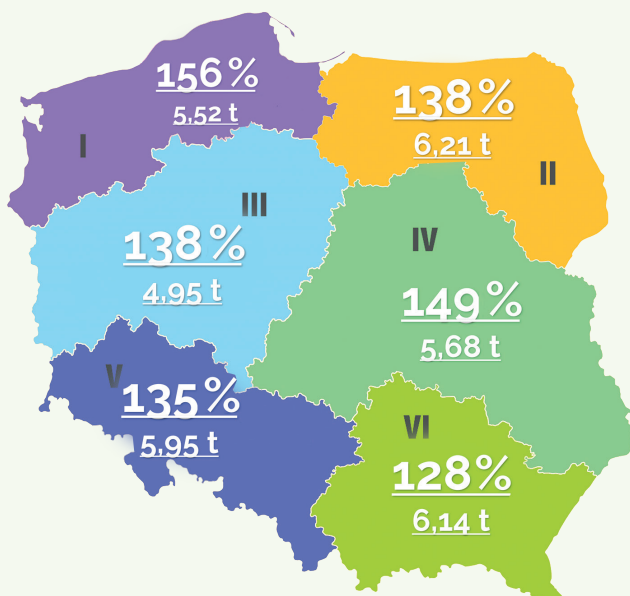 I
156%
5,52 t
II
138%
6,21 t
III
138%
4,95 t
IV
149%
5,68 t
V
135%
5,95 t
VI
128%
6,14 t